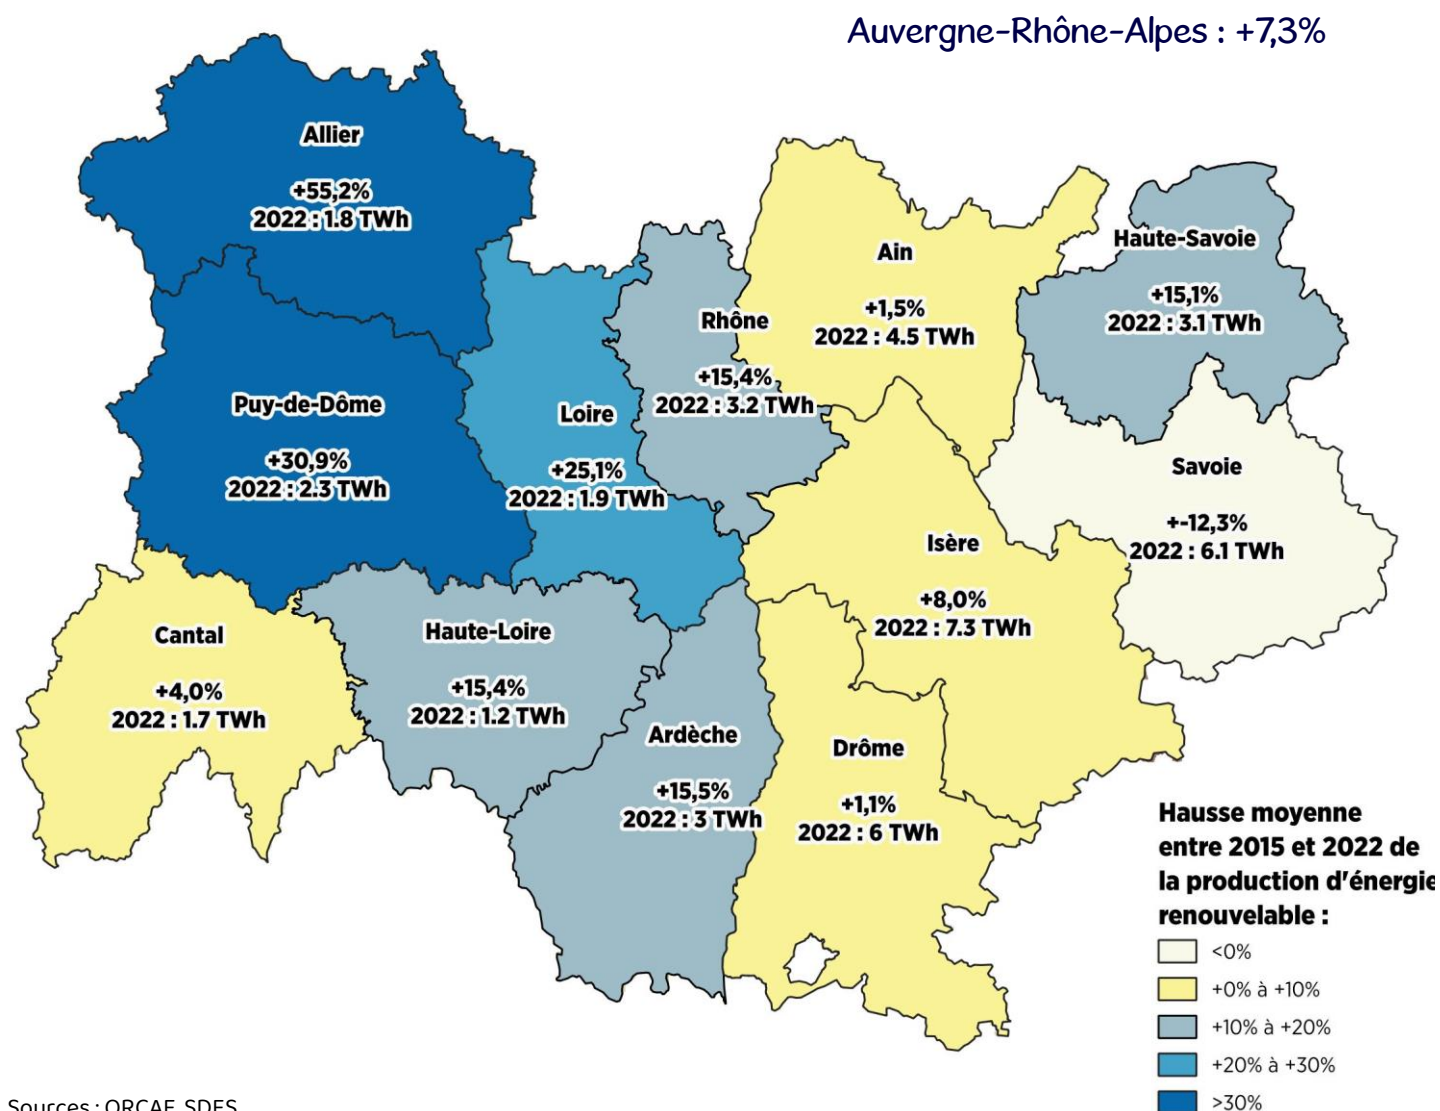 Auvergne-Rhône-Alpes : +7,3%
Allier
+55,2%
2022 : 1.8 TWh
Ain
+1,5%
2022 : 4.5 TWh
Haute-Savoie
+15,1%
2022 : 3.1 TWh
Rhône
+15,4%
2022 : 3.2 TWh
Puy-de-Dôme
+30,9%
2022 : 2.3 TWh
Loire
+25,1%
2022 : 1.9 TWh
Savoie
+-12,3%
2022 : 6.1 TWh
Isère
+8,0%
2022 : 7.3 TWh
Cantal
+4,0%
2022 : 1.7 TWh
Haute-Loire
+15,4%
2022 : 1.2 TWh
Ardèche
+15,5%
2022 : 3 TWh
Drôme
+1,1%
2022 : 6 TWh
Hausse moyenne
entre 2015 et 2022 de
la production d'énergie
renouvelable :
<0%
+0% à +10%
+10% à +20%
+20% à +30%
>30%
Sources : ORCAE, SDES